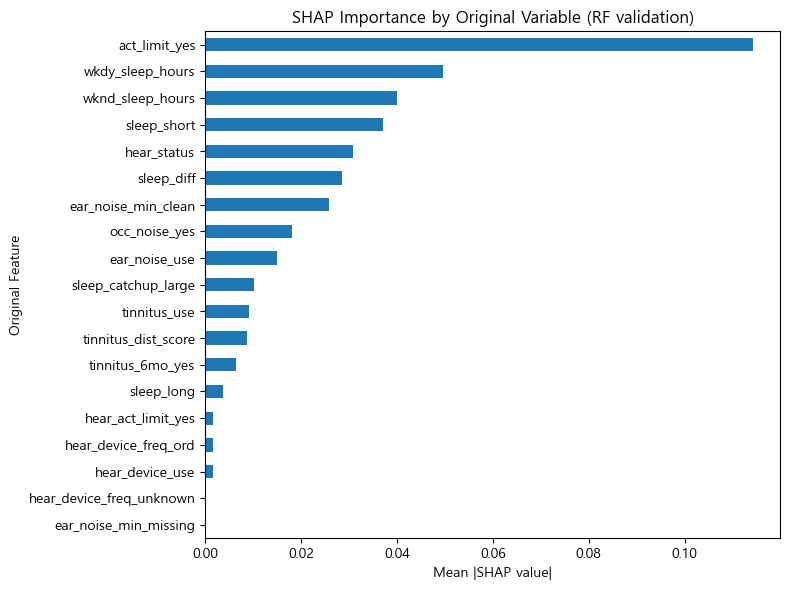 SHAP Importance by Original Variable (RF validation)
Original Feature
act_limit_yes
wkdy_sleep_hours
wknd_sleep_hours
sleep_short
hear_status
sleep_diff
ear_noise_min_clean
occ_noise_yes
ear_noise_use
sleep_catchup_large
tinnitus_use
tinnitus_dist_score
tinnitus_6mo_yes
sleep_long
hear_act_limit_yes
hear_device_freq_ord
hear_device_use
hear_device_freq_unknown
ear_noise_min_missing
0.00 0.02 0.04 0.06 0.08 0.10
Mean |SHAP value|